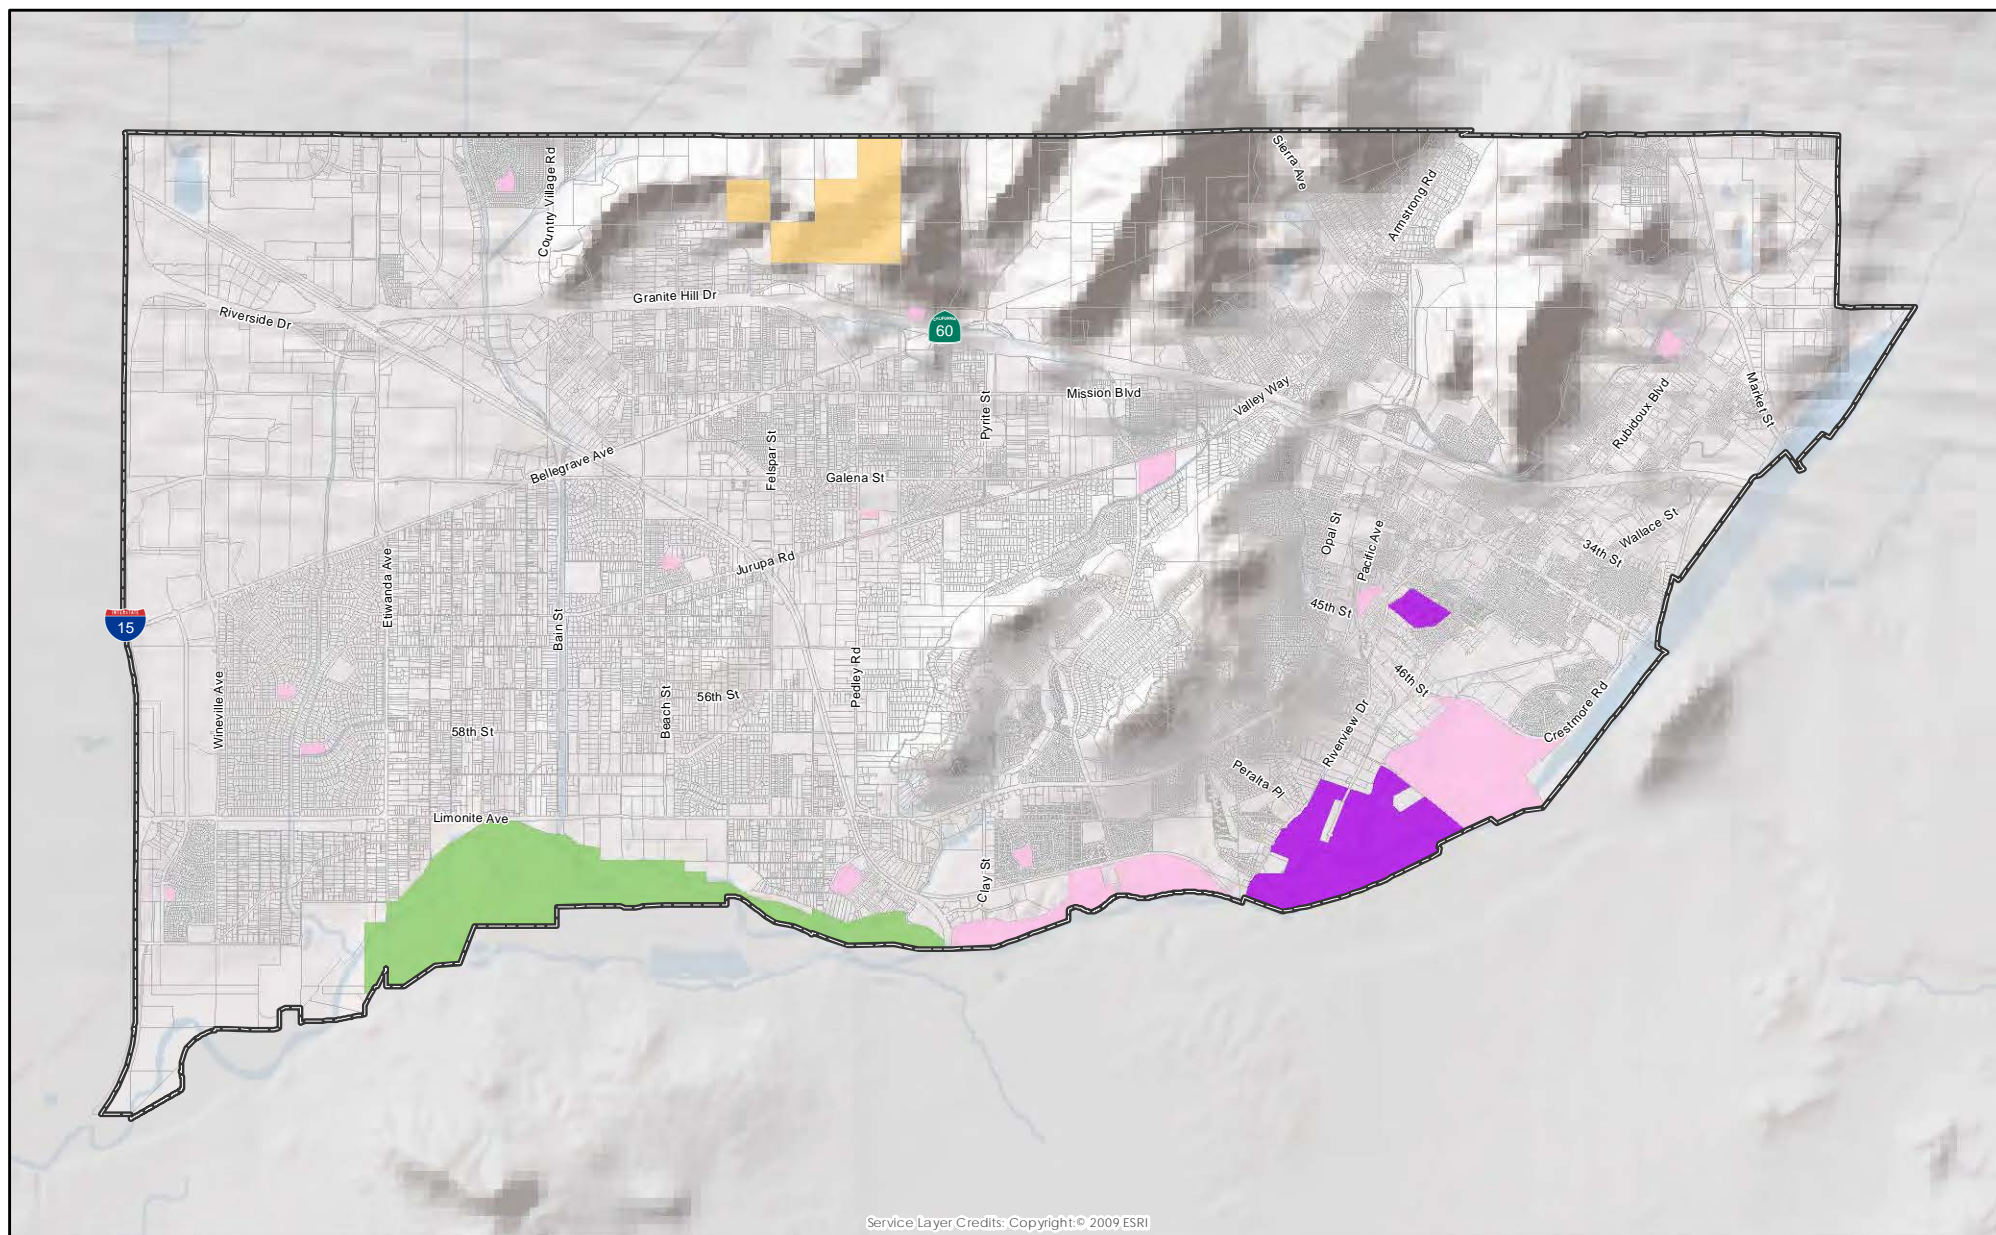 Sierra Ave
Country Village Rd
Armstrong Rd
Granite Hill Dr
Riverside Dr
CALIFORNIA
60
Mission Blvd
Valley Way
Market St
Rubidoux Blvd
Pyrite St
Felspar St
Bellegrave Ave
Galena St
Opal St
Pacific Ave
Wallace St
34th St
Jurupa Rd
Etiwanda Ave
INTERSTATE
15
Bain St
45th St
46th St
Wineville Ave
Pedley Rd
Beach St
56th St
58th St
Crestmore Rd
Riverview Dr
Peralta Pl
Limonite Ave
Clay St
Service Layer Credits: Copyright:© 2009 ESRI